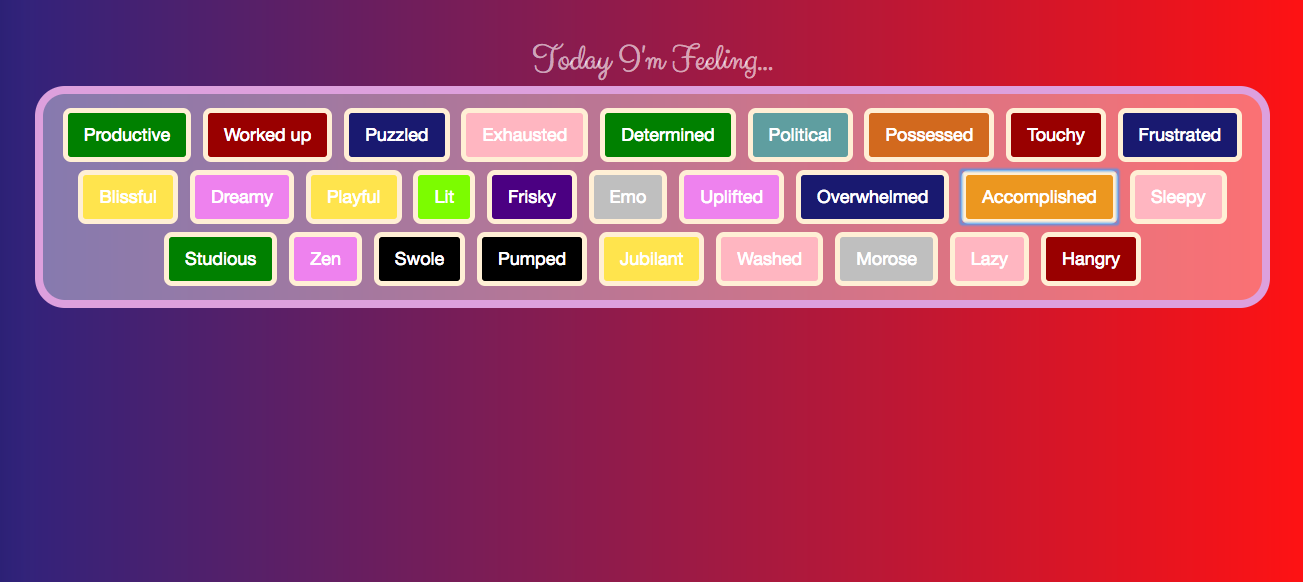 Today I'm Feeling...
Productive Worked up Puzzled Exhausted Determined Political Possessed Touchy Frustrated
Blissful Dreamy Playful Lit Frisky Emo Uplifted Overwhelmed Accomplished Sleepy
Studious Zen Swole Pumped Jubilant Washed Morose Lazy Hangry